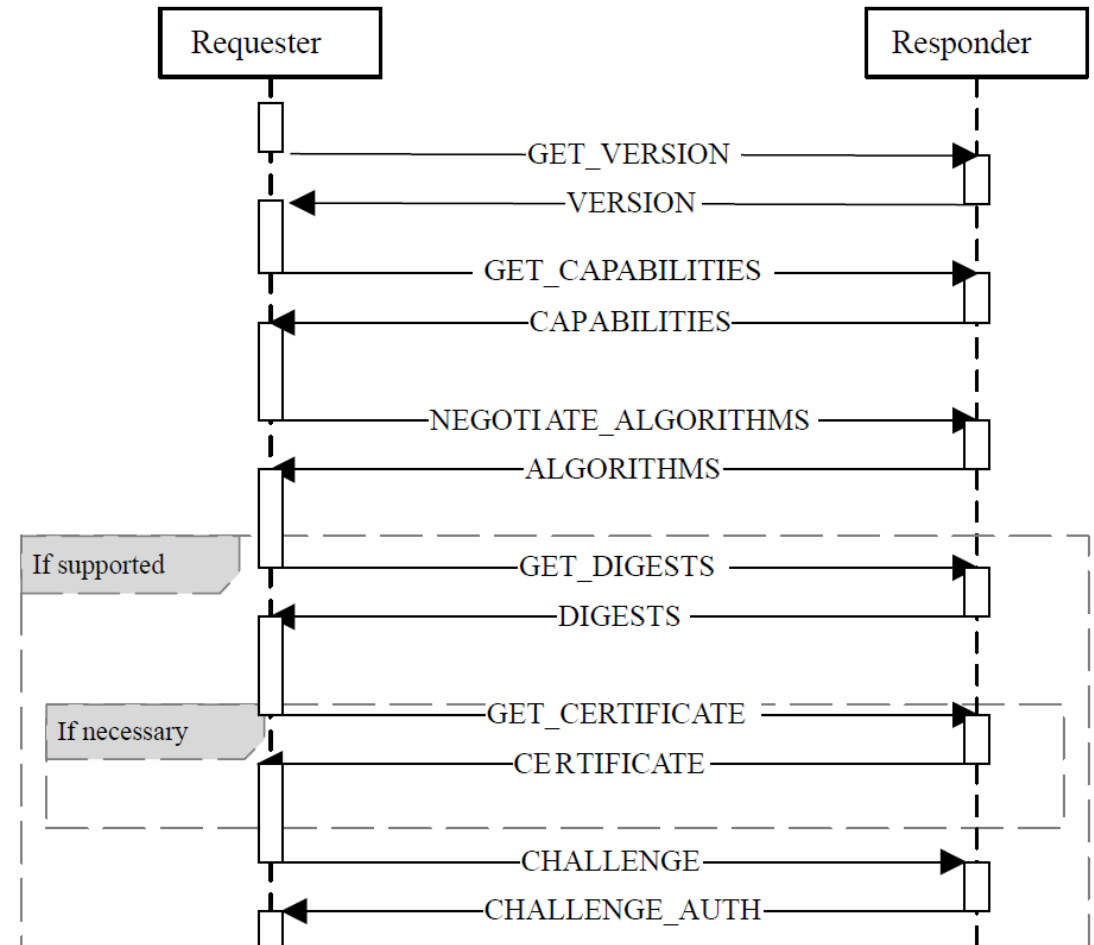 Requester
Responder
GET_VERSION
VERSION
GET_CAPABILITIES
CAPABILITIES
NEGOTIATE_ALGORITHMS
ALGORITHMS
If supported
GET_DIGESTS
DIGESTS
GET_CERTIFICATE
If necessary
CERTIFICATE
CHALLENGE
CHALLENGE_AUTH